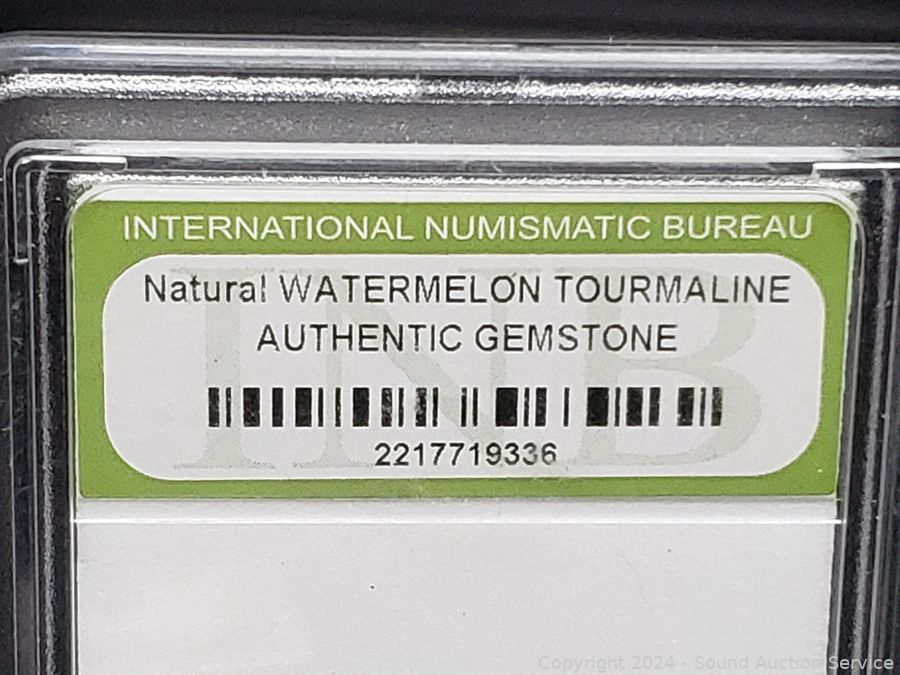 INTERNATIONAL NUMISMATIC BUREAU
INB
Natural WATERMELON TOURMALINE
AUTHENTIC GEMSTONE
2217719336
Copyright 2024 - Sound Auction Service